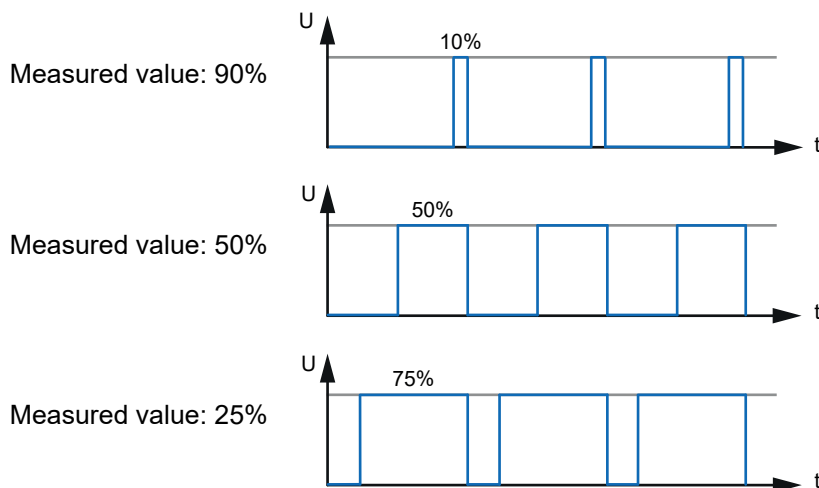 U
10%
Measured value: 90%
t
U
50%
Measured value: 50%
t
U
75%
Measured value: 25%
t